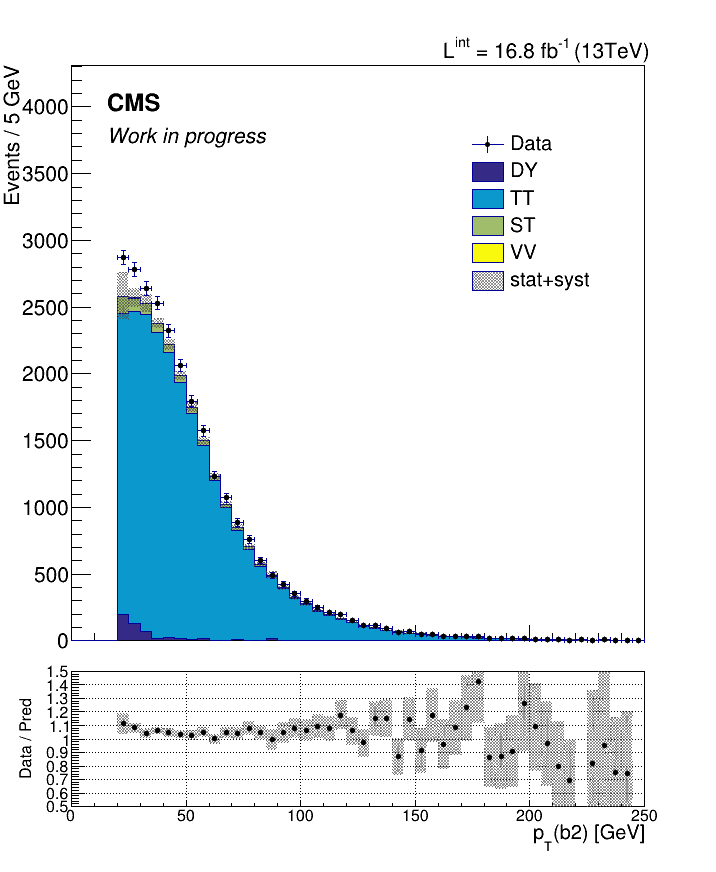 L^int = 16.8 fb^-1 (13TeV)
Events / 5 GeV
CMS
Work in progress
Data
DY
TT
ST
VV
stat+syst
4000
3500
3000
2500
2000
1500
1000
500
0
Data / Pred
1.5
1.4
1.3
1.2
1.1
1
0.9
0.8
0.7
0.6
0.5
0 50 100 150 200 250
p_T(b2) [GeV]